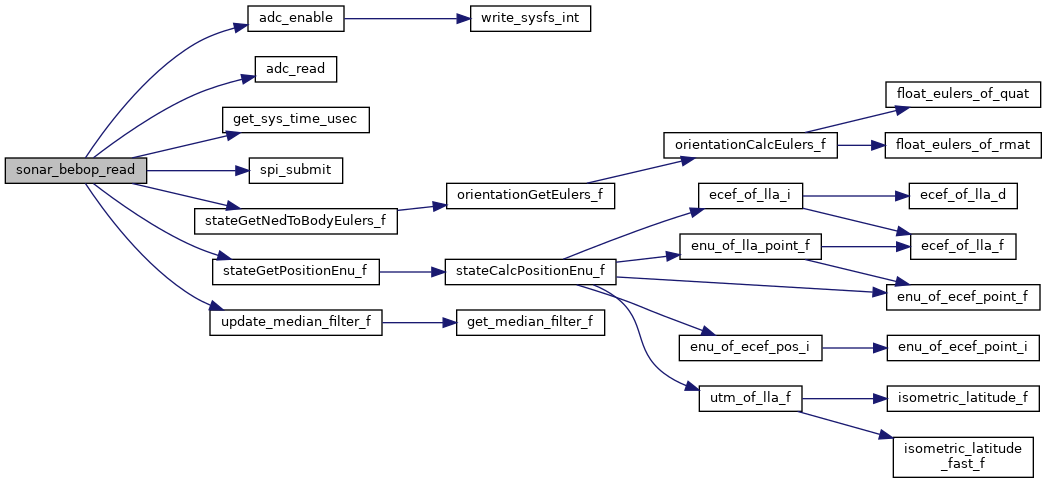 sonar_bebop_read
adc_enable
adc_read
get_sys_time_usec
spi_submit
stateGetNedToBodyEulers_f
stateGetPositionEnu_f
update_median_filter_f
write_sysfs_int
orientationGetEulers_f
stateCalcPositionEnu_f
get_median_filter_f
orientationCalcEulers_f
ecef_of_lla_i
enu_of_lla_point_f
enu_of_ecef_pos_i
utm_of_lla_f
float_eulers_of_quat
float_eulers_of_rmat
ecef_of_lla_d
ecef_of_lla_f
enu_of_ecef_point_f
enu_of_ecef_point_i
isometric_latitude_f
isometric_latitude
_fast_f